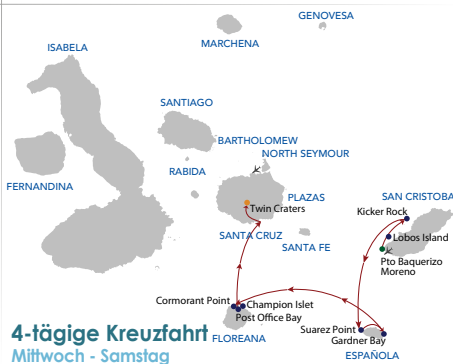 GENOVESA
MARCHENA
ISABELA
SANTIAGO
BARTHOLOMEW
NORTH SEYMOUR
RABIDA
FERNANDINA
PLAZAS
SAN CRISTOBA
Twin Craters
Kicker Rock
SANTA CRUZ
Lobos Island
SANTA FE
Pto Baquerizo
Moreno
Cormorant Point
Champion Islet
Post Office Bay
Suarez Point
FLOREANA
Gardner Bay
ESPAÑOLA
4-tägige Kreuzfahrt
Mittwoch - Samstag